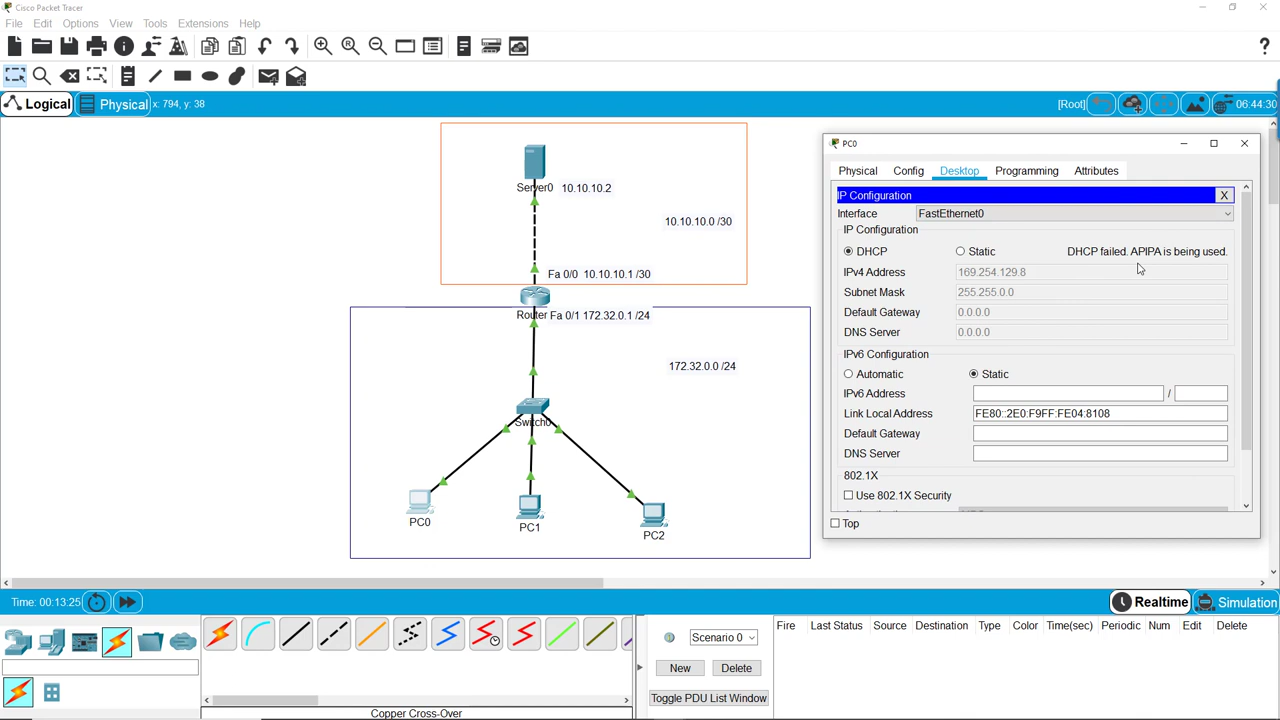 Cisco Packet Tracer
File Edit Options View Tools Extensions Help
Logical Physical x: 794, y: 38 [Root] 06:44:30
Server0 10.10.10.2
10.10.10.0 /30
Fa 0/0 10.10.10.1 /30
Router Fa 0/1 172.32.0.1 /24
172.32.0.0 /24
Switch0
PC0
PC1
PC2
PC0
Physical Config Desktop Programming Attributes
IP Configuration X
Interface FastEthernet0
IP Configuration
DHCP Static DHCP failed. APIPA is being used.
IPv4 Address 169.254.129.8
Subnet Mask 255.255.0.0
Default Gateway 0.0.0.0
DNS Server 0.0.0.0
IPv6 Configuration
Automatic Static
IPv6 Address /
Link Local Address FE80::2E0:F9FF:FE04:8108
Default Gateway
DNS Server
802.1X
Use 802.1X Security
Top
Time: 00:13:25 Realtime Simulation
Scenario 0
New Delete
Toggle PDU List Window
Fire Last Status Source Destination Type Color Time(sec) Periodic Num Edit Delete
Copper Cross-Over